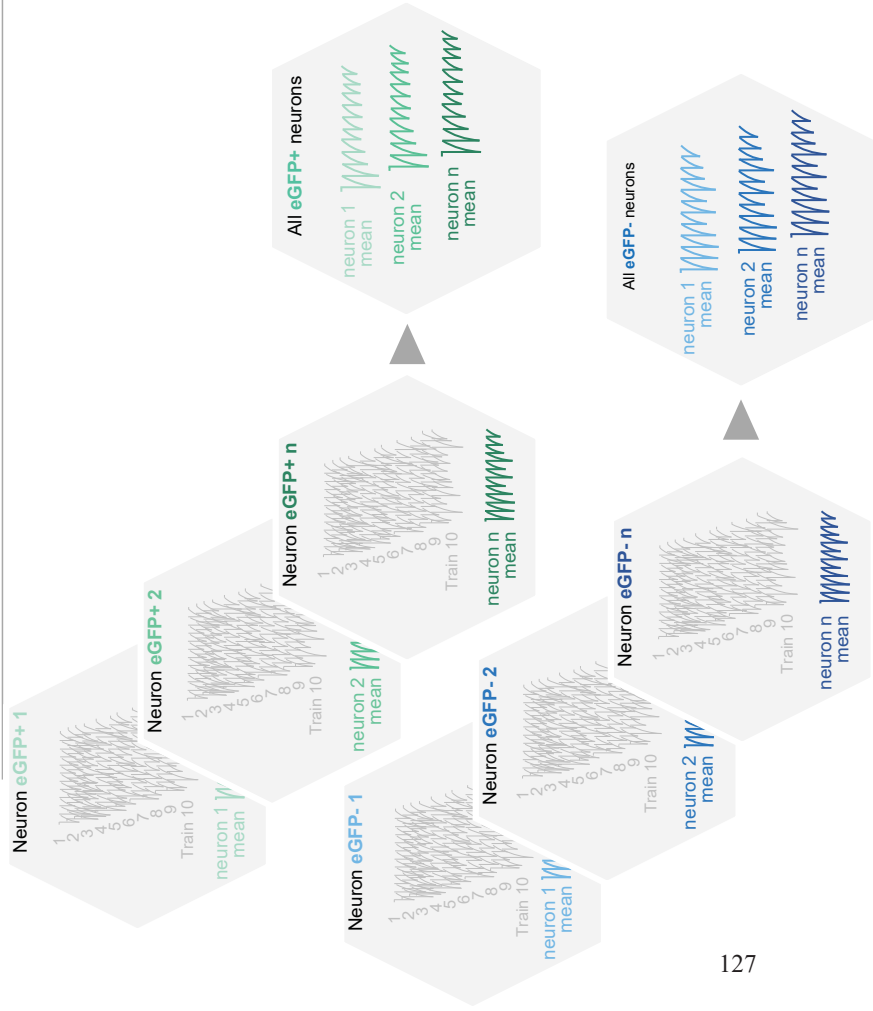 Neuron eGFP+ 1
1
2
3
4
5
6
7
8
9
Train 10
neuron 1
mean
Neuron eGFP+ 2
1
2
3
4
5
6
7
8
9
Train 10
neuron 2
mean
Neuron eGFP+ n
1
2
3
4
5
6
7
8
9
Train 10
neuron n
mean
All eGFP+ neurons
neuron 1
mean
neuron 2
mean
neuron n
mean
Neuron eGFP- 1
1
2
3
4
5
6
7
8
9
Train 10
neuron 1
mean
Neuron eGFP- 2
1
2
3
4
5
6
7
8
9
Train 10
neuron 2
mean
Neuron eGFP- n
1
2
3
4
5
6
7
8
9
Train 10
neuron n
mean
All eGFP- neurons
neuron 1
mean
neuron 2
mean
neuron n
mean
127